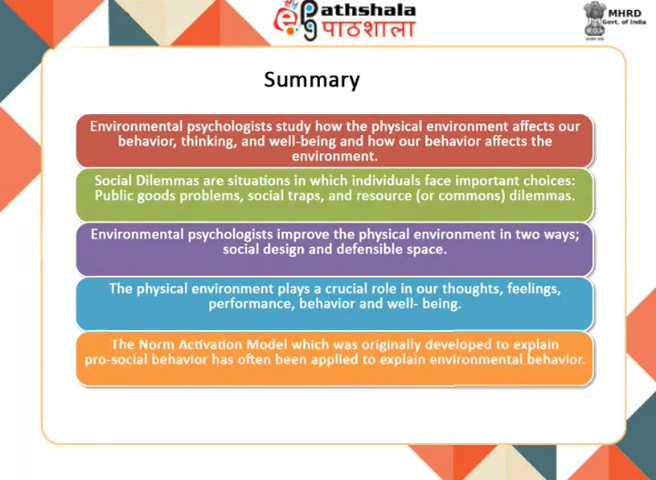 Pathshala
पाठशाला
MHRD
Govt. of India
Summary
Environmental psychologists study how the physical environment affects our
behavior, thinking, and well-being and how our behavior affects the
environment.
Social Dilemmas are situations in which individuals face important choices:
Public goods problems, social traps, and resource (or commons) dilemmas.
Environmental psychologists improve the physical environment in two ways;
social design and defensible space.
The physical environment plays a crucial role in our thoughts, feelings,
performance, behavior and well- being.
The Norm Activation Model which was originally developed to explain
pro-social behavior has often been applied to explain environmental behavior.